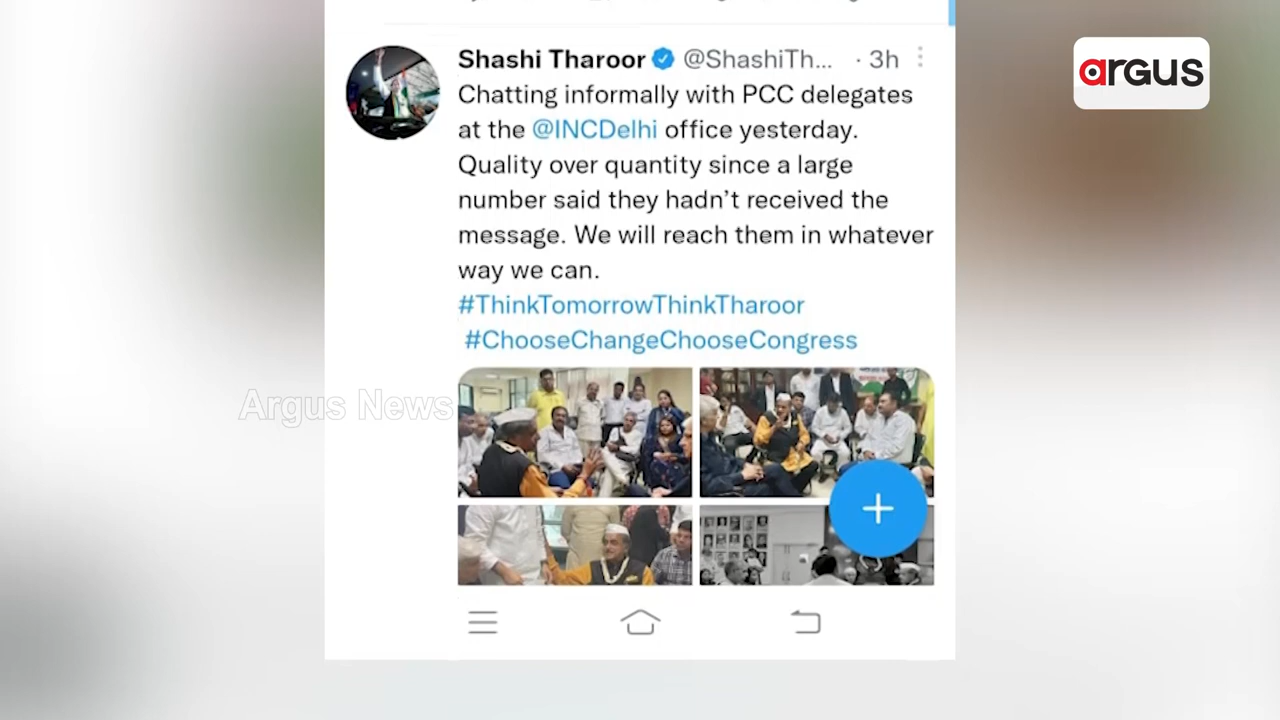 argus
Shashi Tharoor @ShashiTh... · 3h
Chatting informally with PCC delegates
at the @INCDelhi office yesterday.
Quality over quantity since a large
number said they hadn't received the
message. We will reach them in whatever
way we can.
#ThinkTomorrowThinkTharoor
#ChooseChangeChooseCongress
Argus News